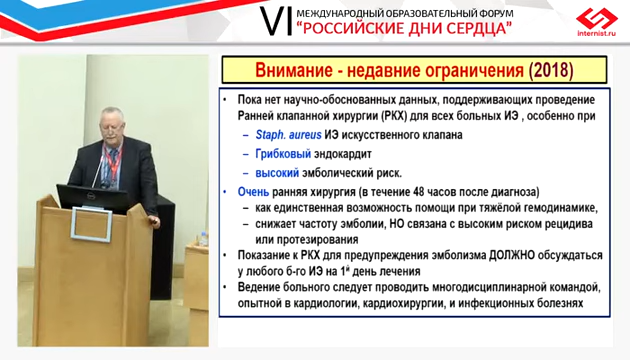 VI МЕЖДУНАРОДНЫЙ ОБРАЗОВАТЕЛЬНЫЙ ФОРУМ
"РОССИЙСКИЕ ДНИ СЕРДЦА"
internist.ru
Внимание - недавние ограничения (2018)
• Пока нет научно-обоснованных данных, поддерживающих проведение
Ранней клапанной хирургии (РКХ) для всех больных ИЭ , особенно при
– Staph. aureus ИЭ искусственного клапана
– Грибковый эндокардит
– высокий эмболический риск.
• Очень ранняя хирургия (в течение 48 часов после диагноза)
– как единственная возможность помощи при тяжёлой гемодинамике,
– снижает частоту эмболии, НО связана с высоким риском рецидива
или протезирования
• Показание к РКХ для предупреждения эмболизма ДОЛЖНО обсуждаться
у любого б-го ИЭ на 1й день лечения
• Ведение больного следует проводить многодисциплинарной командой,
опытной в кардиологии, кардиохирургии, и инфекционных болезнях